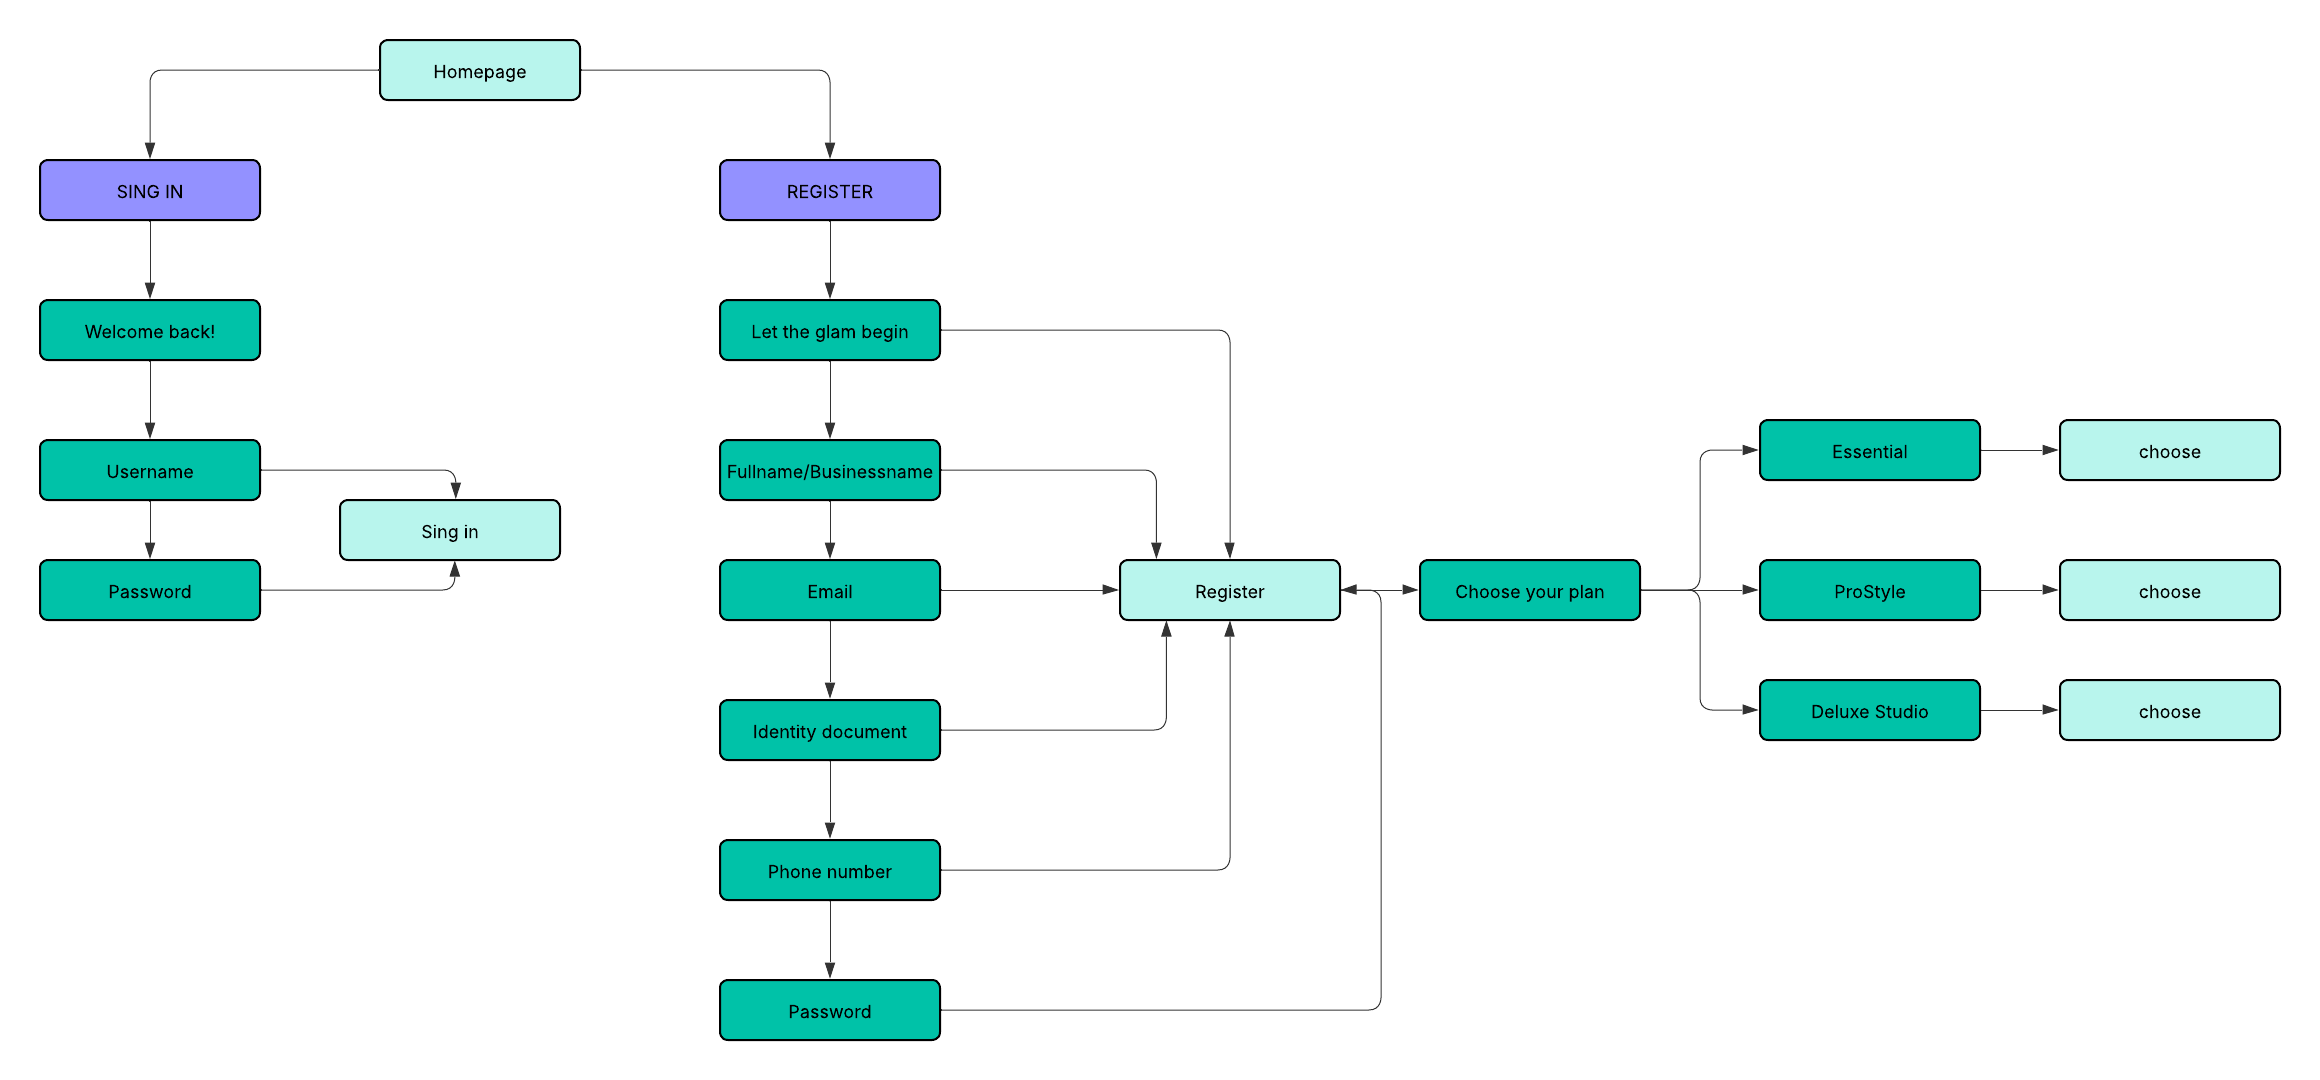 Homepage
SING IN
REGISTER
Welcome back!
Let the glam begin
Username
Fullname/Businessname
Essential
choose
Sing in
Password
Email
Register
Choose your plan
ProStyle
choose
Identity document
Deluxe Studio
choose
Phone number
Password